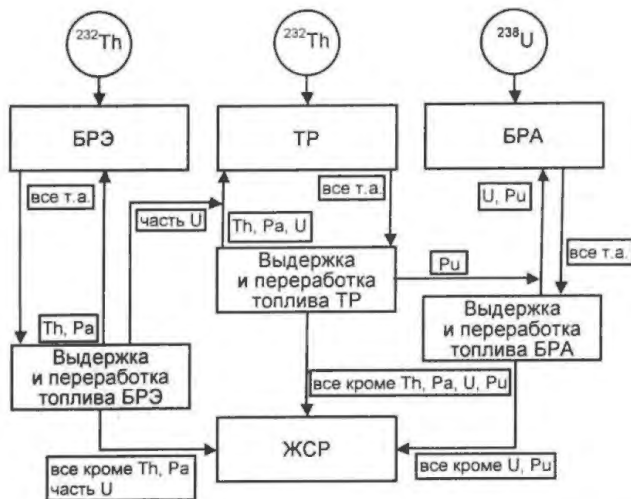 ²³²Th
²³²Th
²³⁸U
БРЭ
ТР
БРА
все т.а.
часть U
все т.а.
Th, Pa, U
U, Pu
все т.а.
Выдержка
и переработка
топлива ТР
Pu
Th, Pa
Выдержка
и переработка
топлива БРЭ
Выдержка
и переработка
топлива БРА
все кроме Th, Pa, U, Pu
ЖСР
все кроме Th, Pa
часть U
все кроме U, Pu